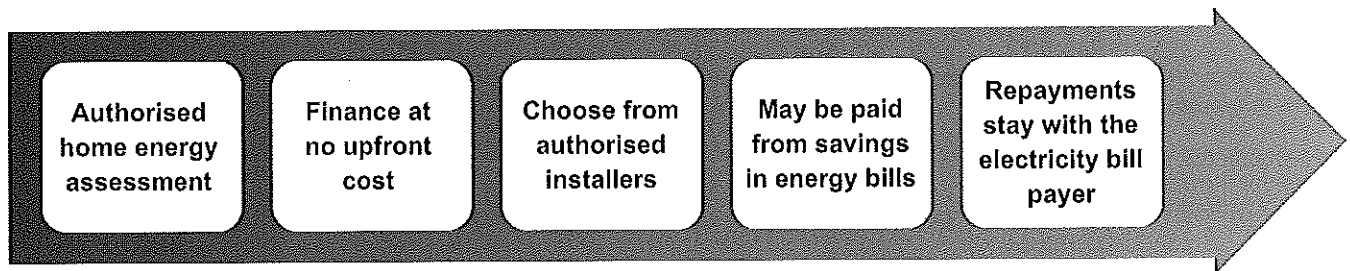 Authorised
home energy
assessment
Finance at
no upfront
cost
Choose from
authorised
installers
May be paid
from savings
in energy bills
Repayments
stay with the
electricity bill
payer